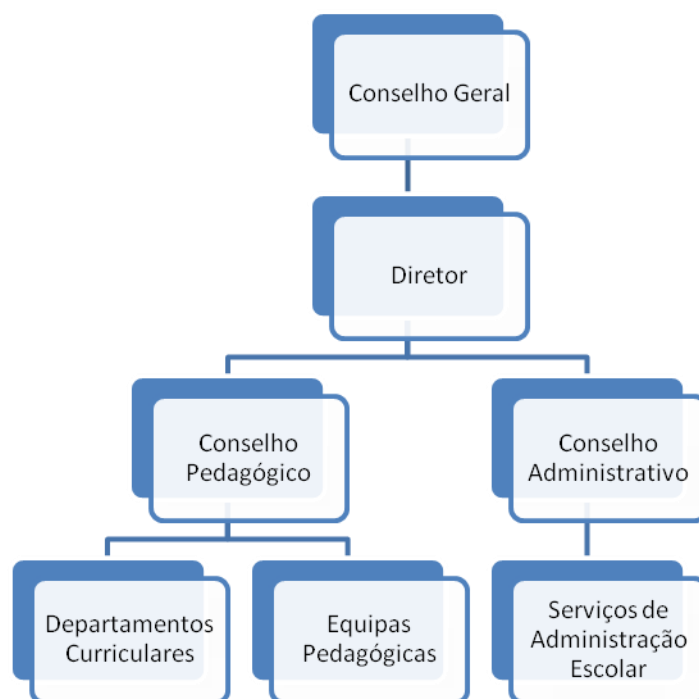 Conselho Geral
Diretor
Conselho
Pedagógico
Conselho
Administrativo
Departamentos
Curriculares
Equipas
Pedagógicas
Serviços de
Administração
Escolar